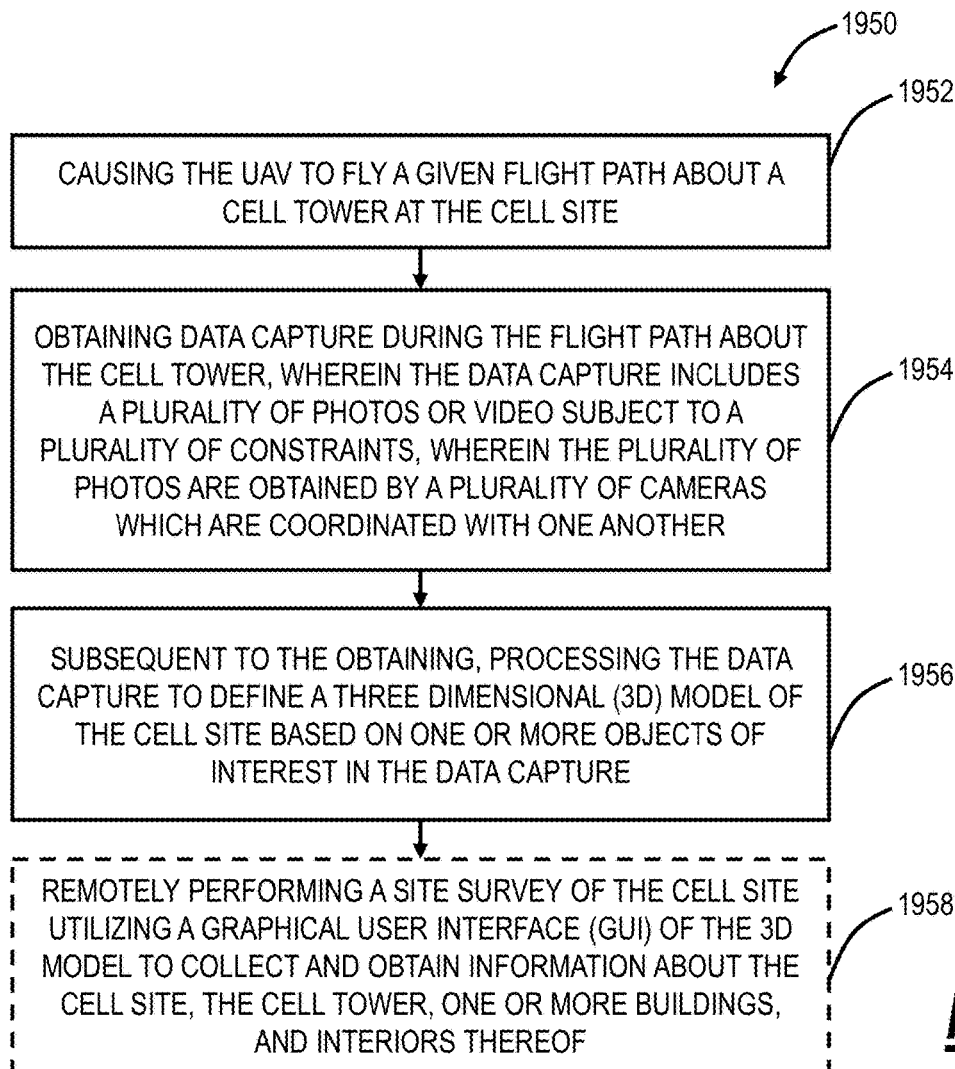 1950
1952
CAUSING THE UAV TO FLY A GIVEN FLIGHT PATH ABOUT A
CELL TOWER AT THE CELL SITE
OBTAINING DATA CAPTURE DURING THE FLIGHT PATH ABOUT
THE CELL TOWER, WHEREIN THE DATA CAPTURE INCLUDES
A PLURALITY OF PHOTOS OR VIDEO SUBJECT TO A
PLURALITY OF CONSTRAINTS, WHEREIN THE PLURALITY OF
PHOTOS ARE OBTAINED BY A PLURALITY OF CAMERAS
WHICH ARE COORDINATED WITH ONE ANOTHER
1954
SUBSEQUENT TO THE OBTAINING, PROCESSING THE DATA
CAPTURE TO DEFINE A THREE DIMENSIONAL (3D) MODEL OF
THE CELL SITE BASED ON ONE OR MORE OBJECTS OF
INTEREST IN THE DATA CAPTURE
1956
REMOTELY PERFORMING A SITE SURVEY OF THE CELL SITE
UTILIZING A GRAPHICAL USER INTERFACE (GUI) OF THE 3D
MODEL TO COLLECT AND OBTAIN INFORMATION ABOUT THE
CELL SITE, THE CELL TOWER, ONE OR MORE BUILDINGS,
AND INTERIORS THEREOF
1958